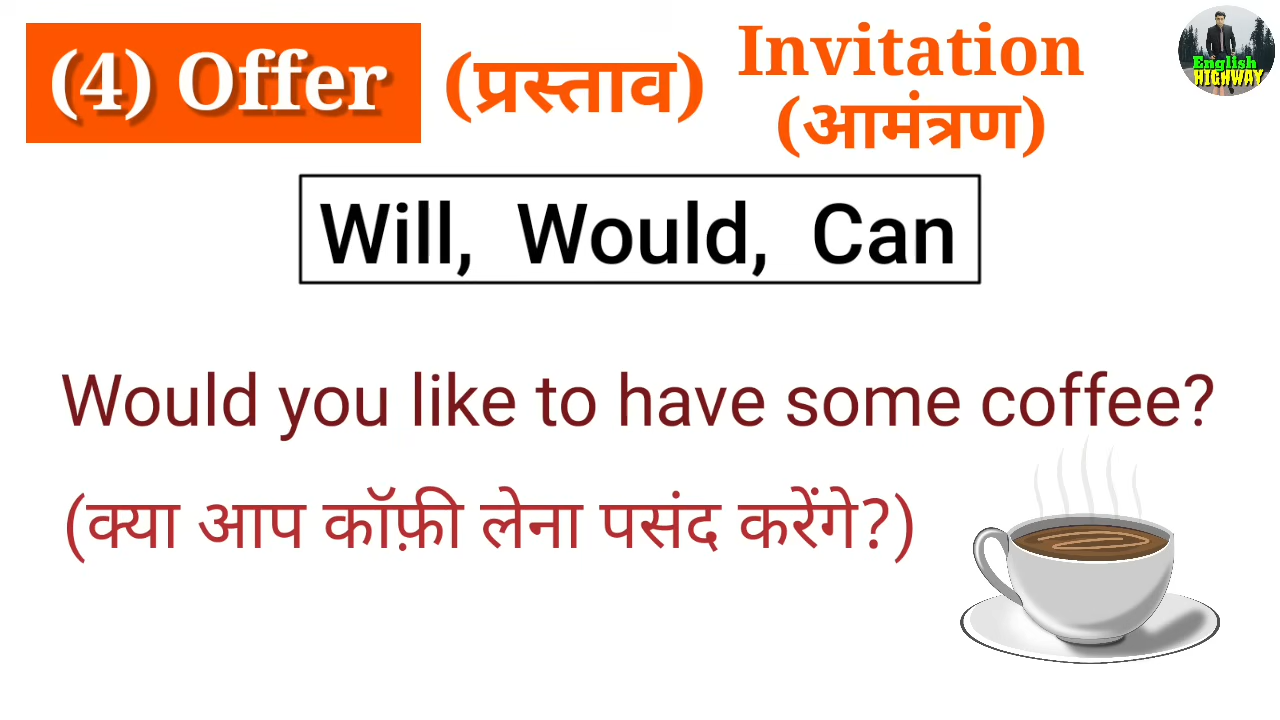 (4) Offer (प्रस्ताव) Invitation
(आमंत्रण)
English
HIGHWAY
Will, Would, Can
Would you like to have some coffee?
(क्या आप कॉफ़ी लेना पसंद करेंगे?)